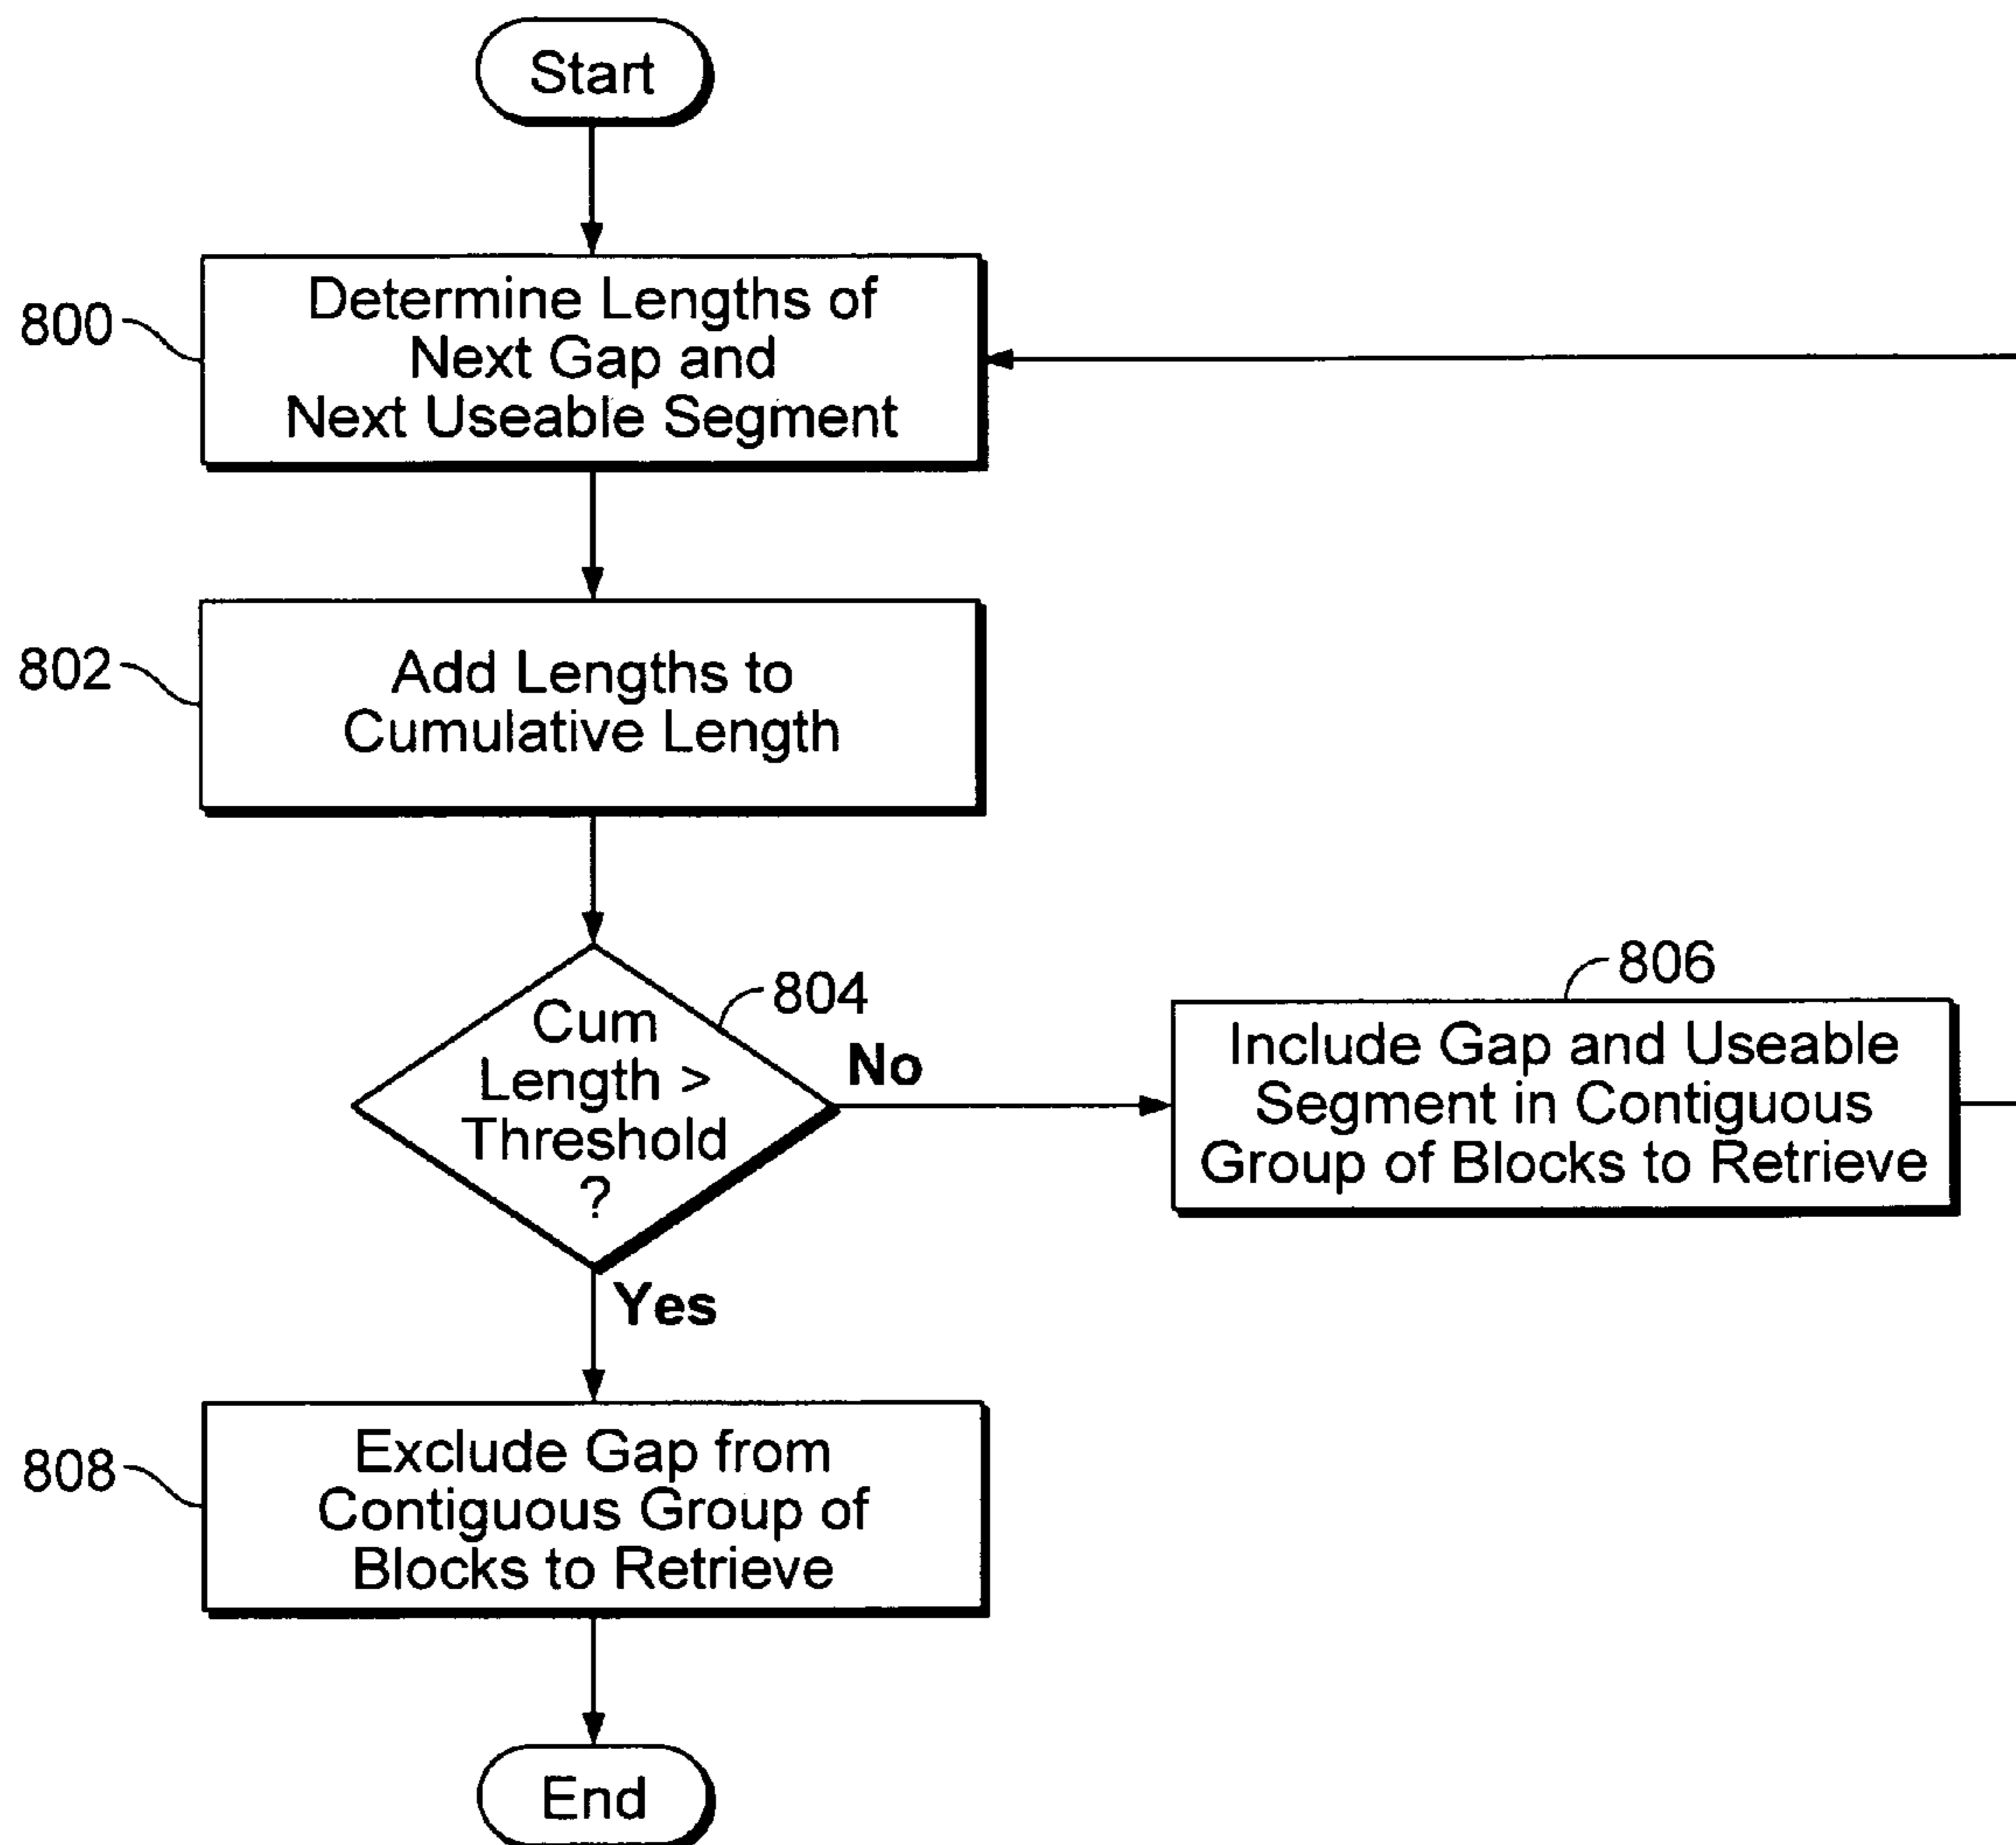 Start
800
Determine Lengths of
Next Gap and
Next Useable Segment
802
Add Lengths to
Cumulative Length
804
Cum
Length >
Threshold
?
No
806
Include Gap and Useable
Segment in Contiguous
Group of Blocks to Retrieve
Yes
808
Exclude Gap from
Contiguous Group of
Blocks to Retrieve
End